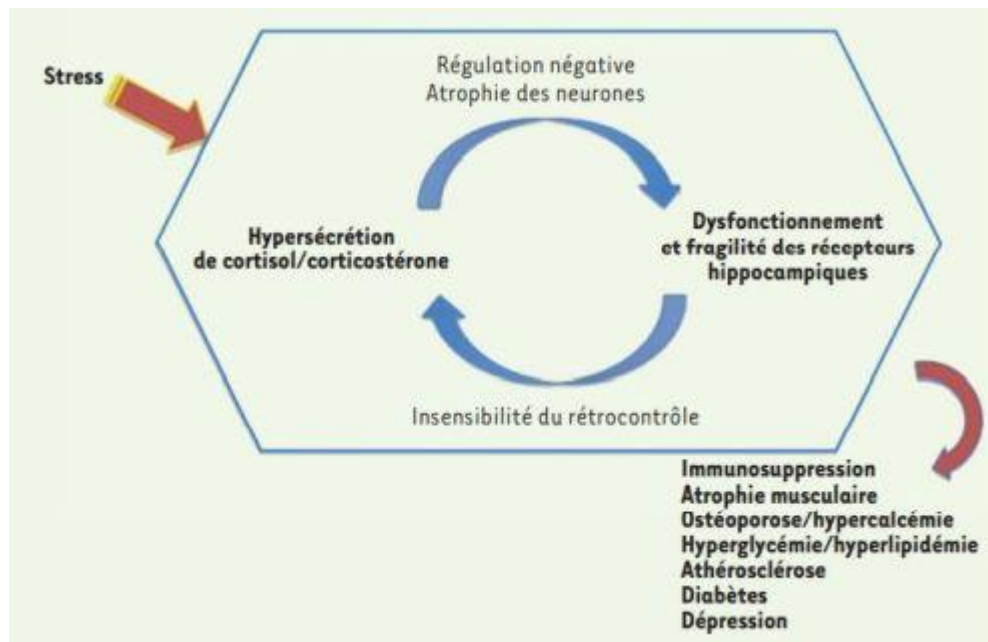 Stress
Régulation négative
Atrophie des neurones
Hypersécrétion
de cortisol/corticostérone
Dysfonctionnement
et fragilité des récepteurs
hippocampiques
Insensibilité du rétrocontrôle
Immunosuppression
Atrophie musculaire
Ostéoporose/hypercalcémie
Hyperglycémie/hyperlipidémie
Athérosclérose
Diabètes
Dépression